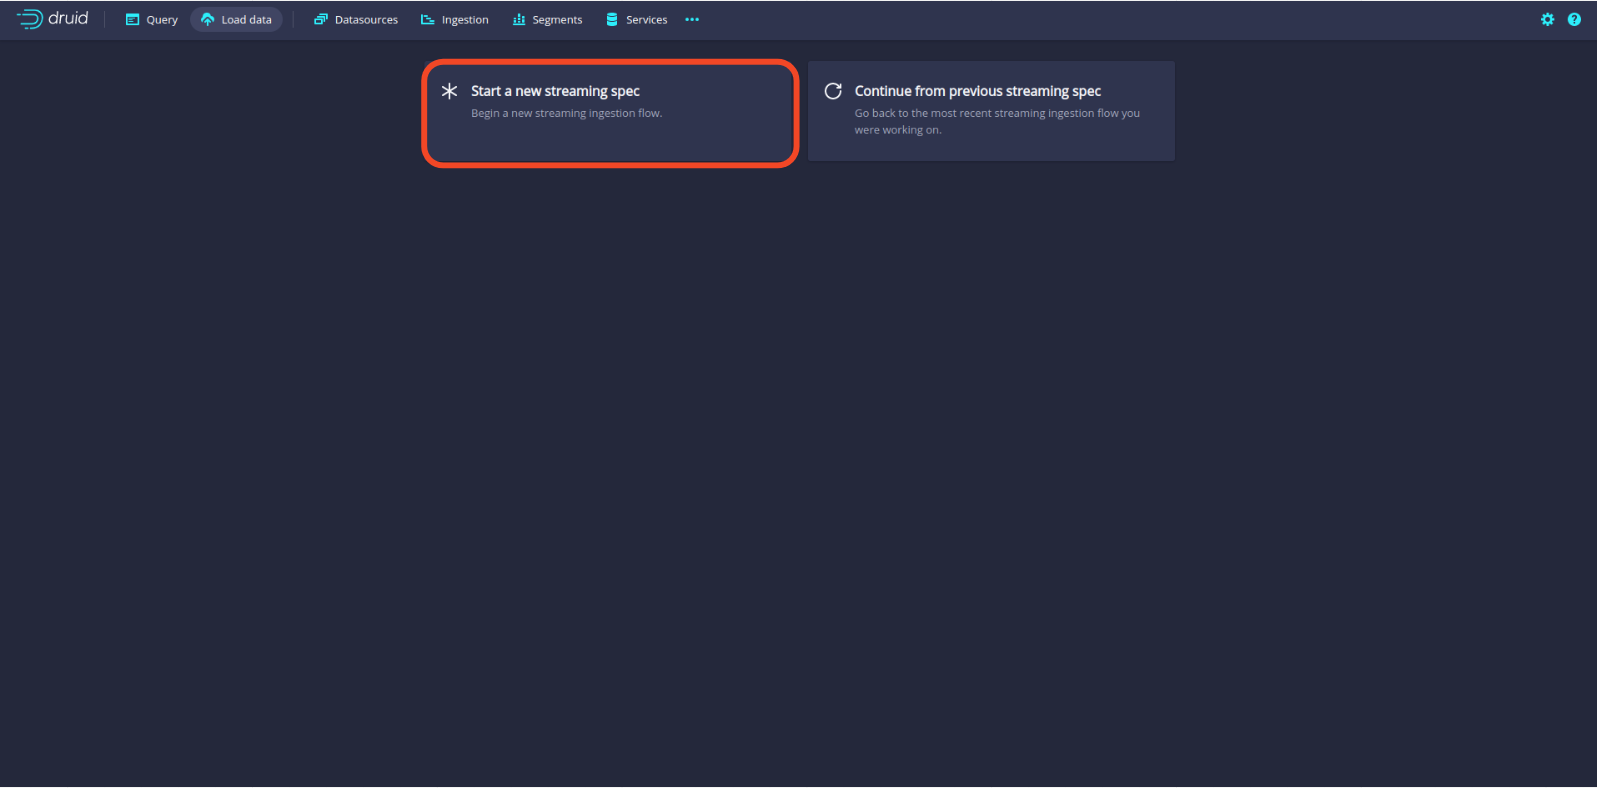 druid Query Load data Datasources Ingestion Segments Services
Start a new streaming spec
Begin a new streaming ingestion flow.
Continue from previous streaming spec
Go back to the most recent streaming ingestion flow you
were working on.